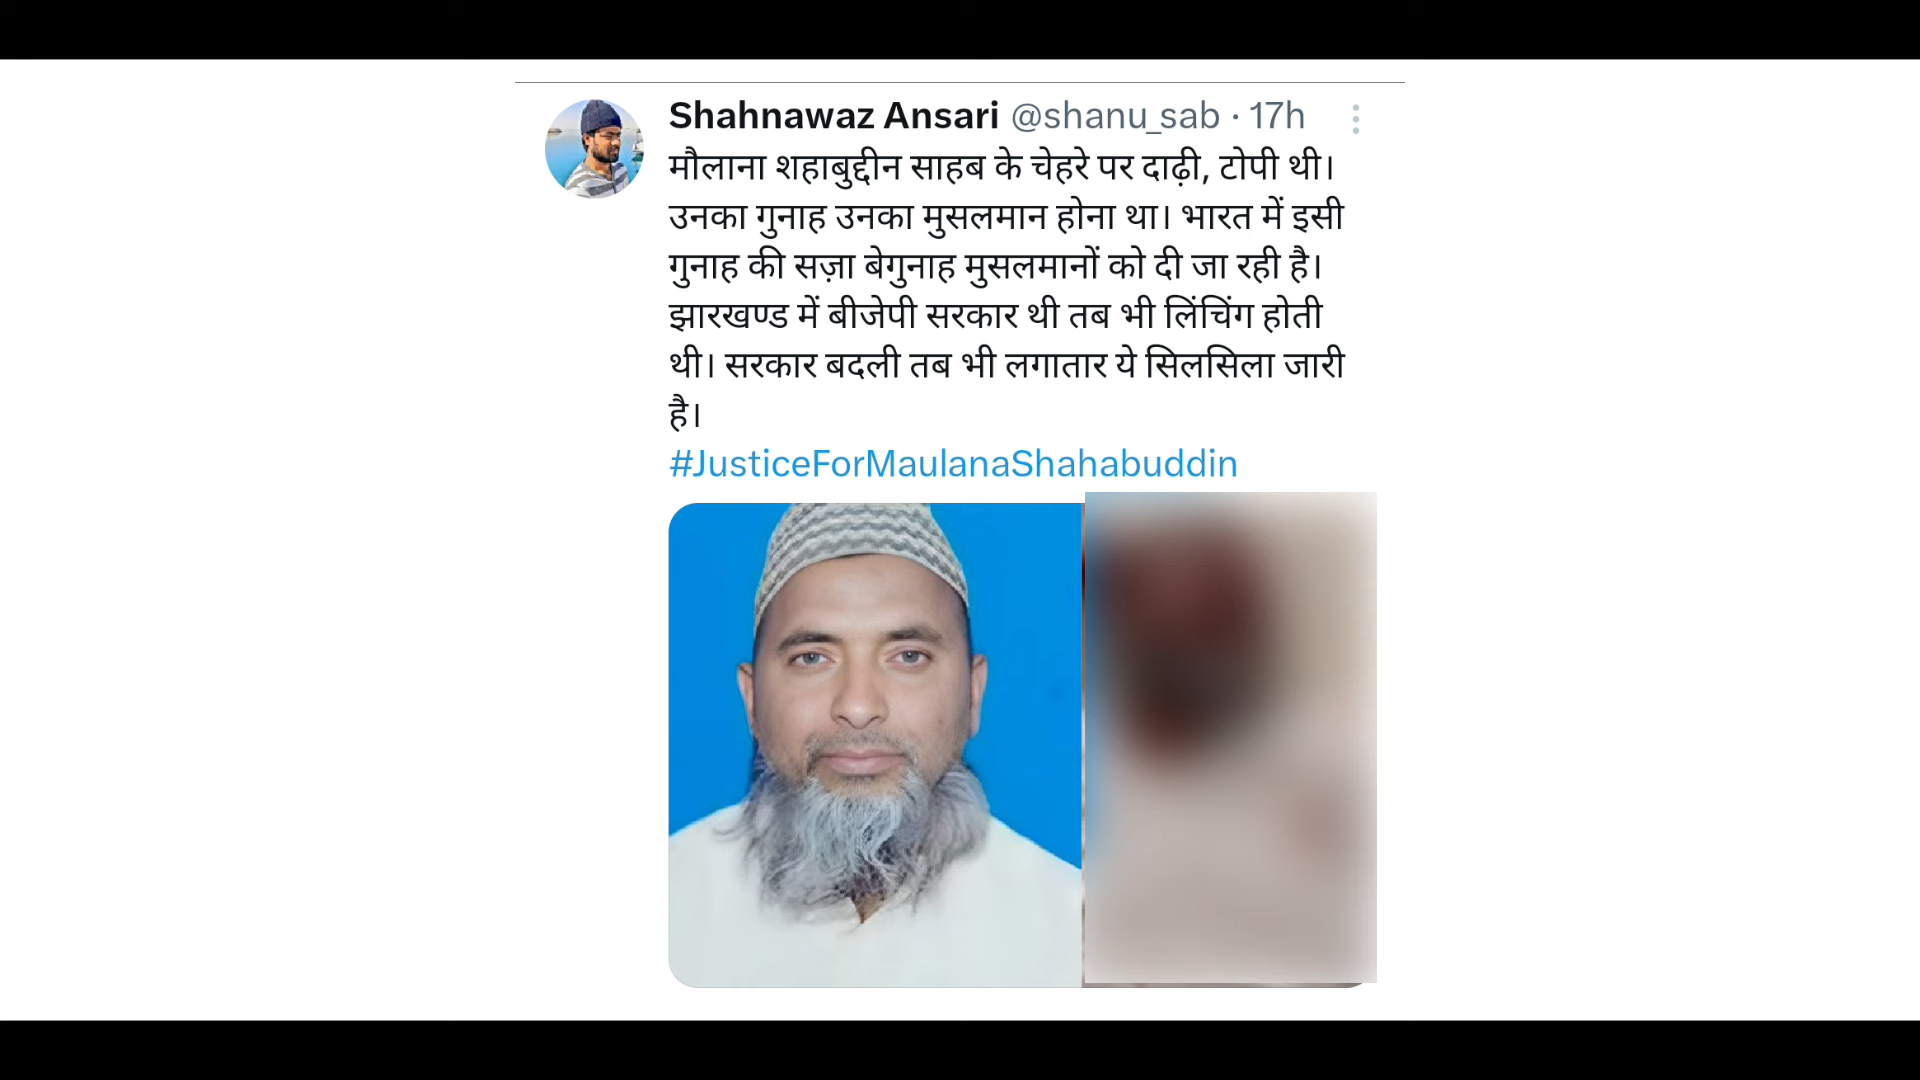 Shahnawaz Ansari @shanu_sab · 17h
मौलाना शहाबुद्दीन साहब के चेहरे पर दाढ़ी, टोपी थी।
उनका गुनाह उनका मुसलमान होना था। भारत में इसी
गुनाह की सज़ा बेगुनाह मुसलमानों को दी जा रही है।
झारखण्ड में बीजेपी सरकार थी तब भी लिंचिंग होती
थी। सरकार बदली तब भी लगातार ये सिलसिला जारी
है।
#JusticeForMaulanaShahabuddin